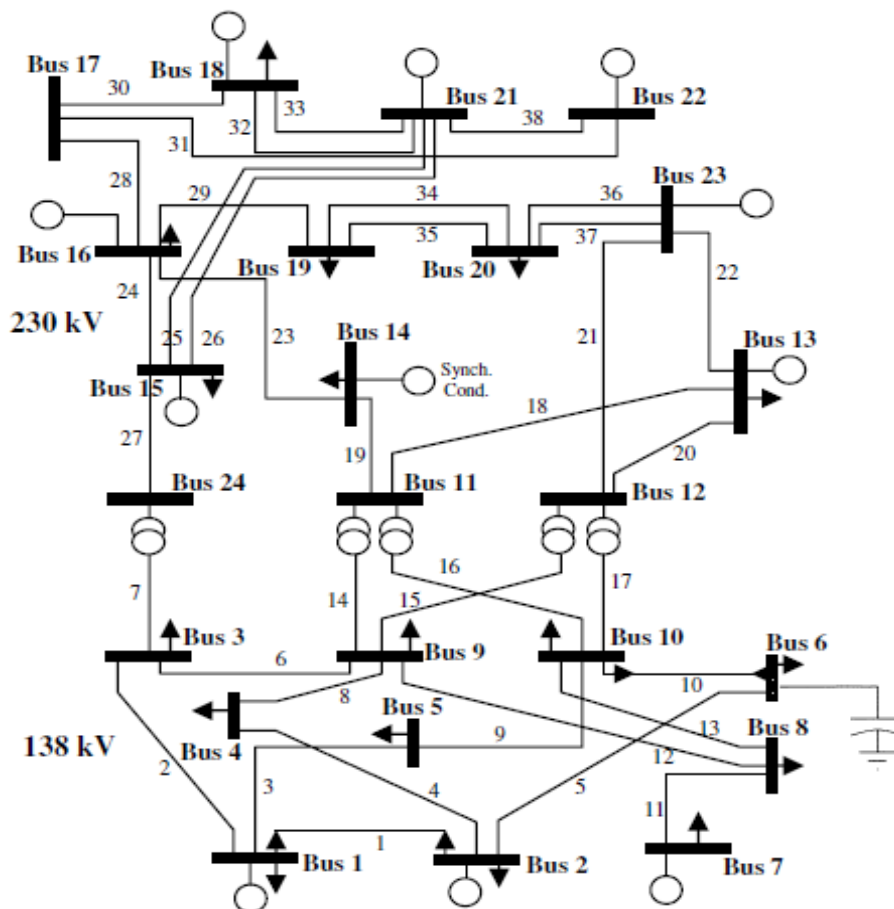 Bus 17
Bus 18
Bus 21
Bus 22
30
33
32
38
31
28
Bus 23
29
34
36
35
37
Bus 16
Bus 19
Bus 20
22
24
230 kV
25
26
23
Bus 14
21
Bus 13
Synch.
Cond.
Bus 15
18
27
19
20
Bus 24
Bus 11
Bus 12
16
7
14
15
17
Bus 3
Bus 9
Bus 10
Bus 6
6
8
10
Bus 5
138 kV
Bus 4
9
13
Bus 8
12
2
3
4
5
11
1
Bus 1
Bus 2
Bus 7